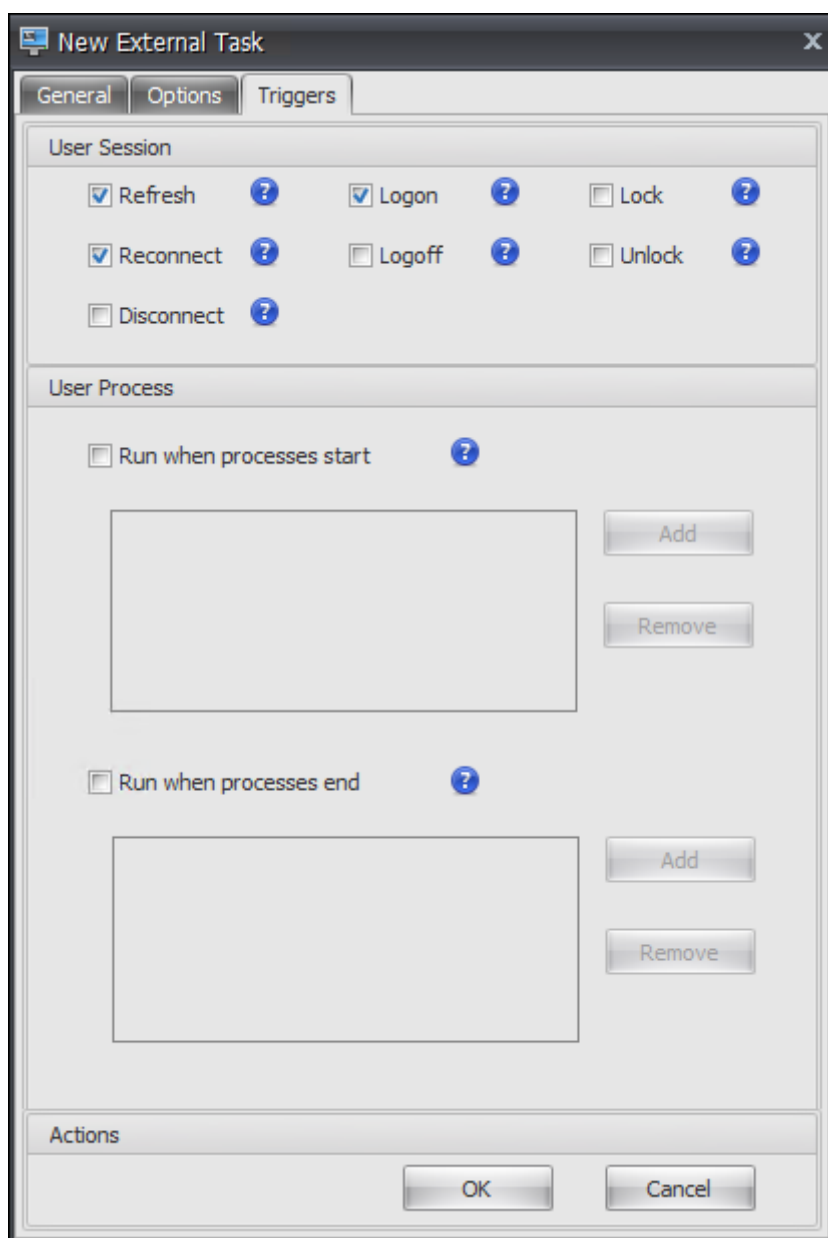 New External Task x
General Options Triggers
User Session
Refresh ? Logon ? Lock ?
Reconnect ? Logoff ? Unlock ?
Disconnect ?
User Process
Run when processes start ?
Add
Remove
Run when processes end ?
Add
Remove
Actions
OK Cancel